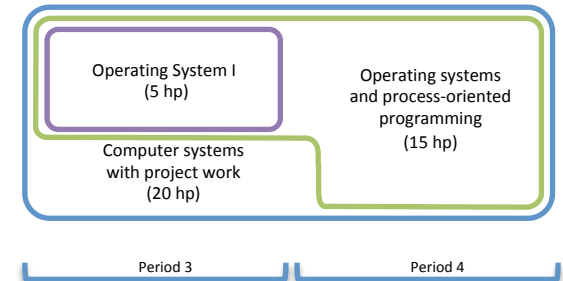 Operating System I
(5 hp)
Operating systems
and process-oriented
programming
(15 hp)
Computer systems
with project work
(20 hp)
Period 3
Period 4